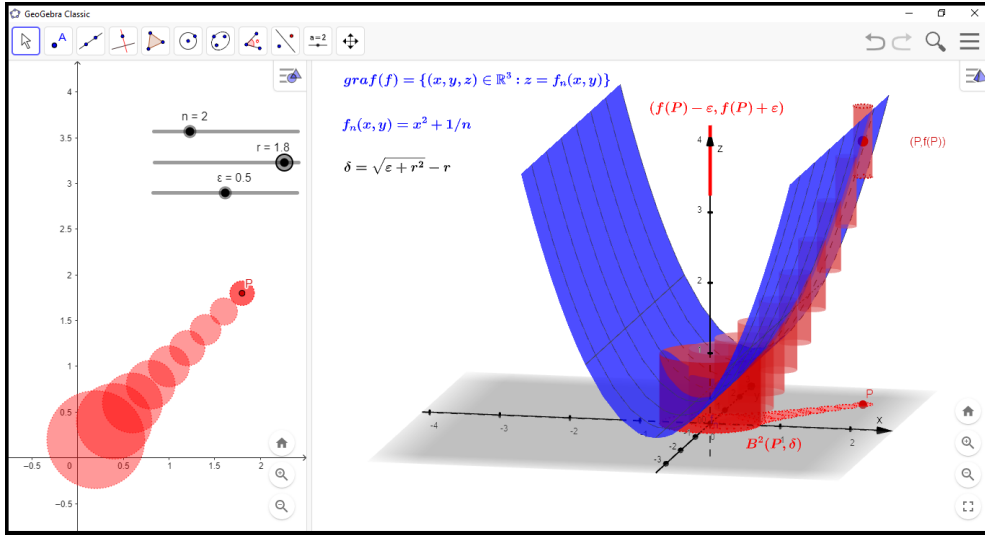 GeoGebra Classic
A
a=2
n = 2
r = 1.8
ε = 0.5
4
3.5
3
2.5
2
1.5
1
0.5
0
-0.5
-0.5
0.5
1
1.5
2
P
graf(f) = {(x, y, z) ∈ ℝ³ : z = fₙ(x, y)}
fₙ(x, y) = x² + 1/n
δ = √(ε + r²) − r
(f(P) − ε, f(P) + ε)
(P,f(P))
z
4
3
2
1
P
x
-4
-3
-2
2
-2
-3
B²(P, δ)